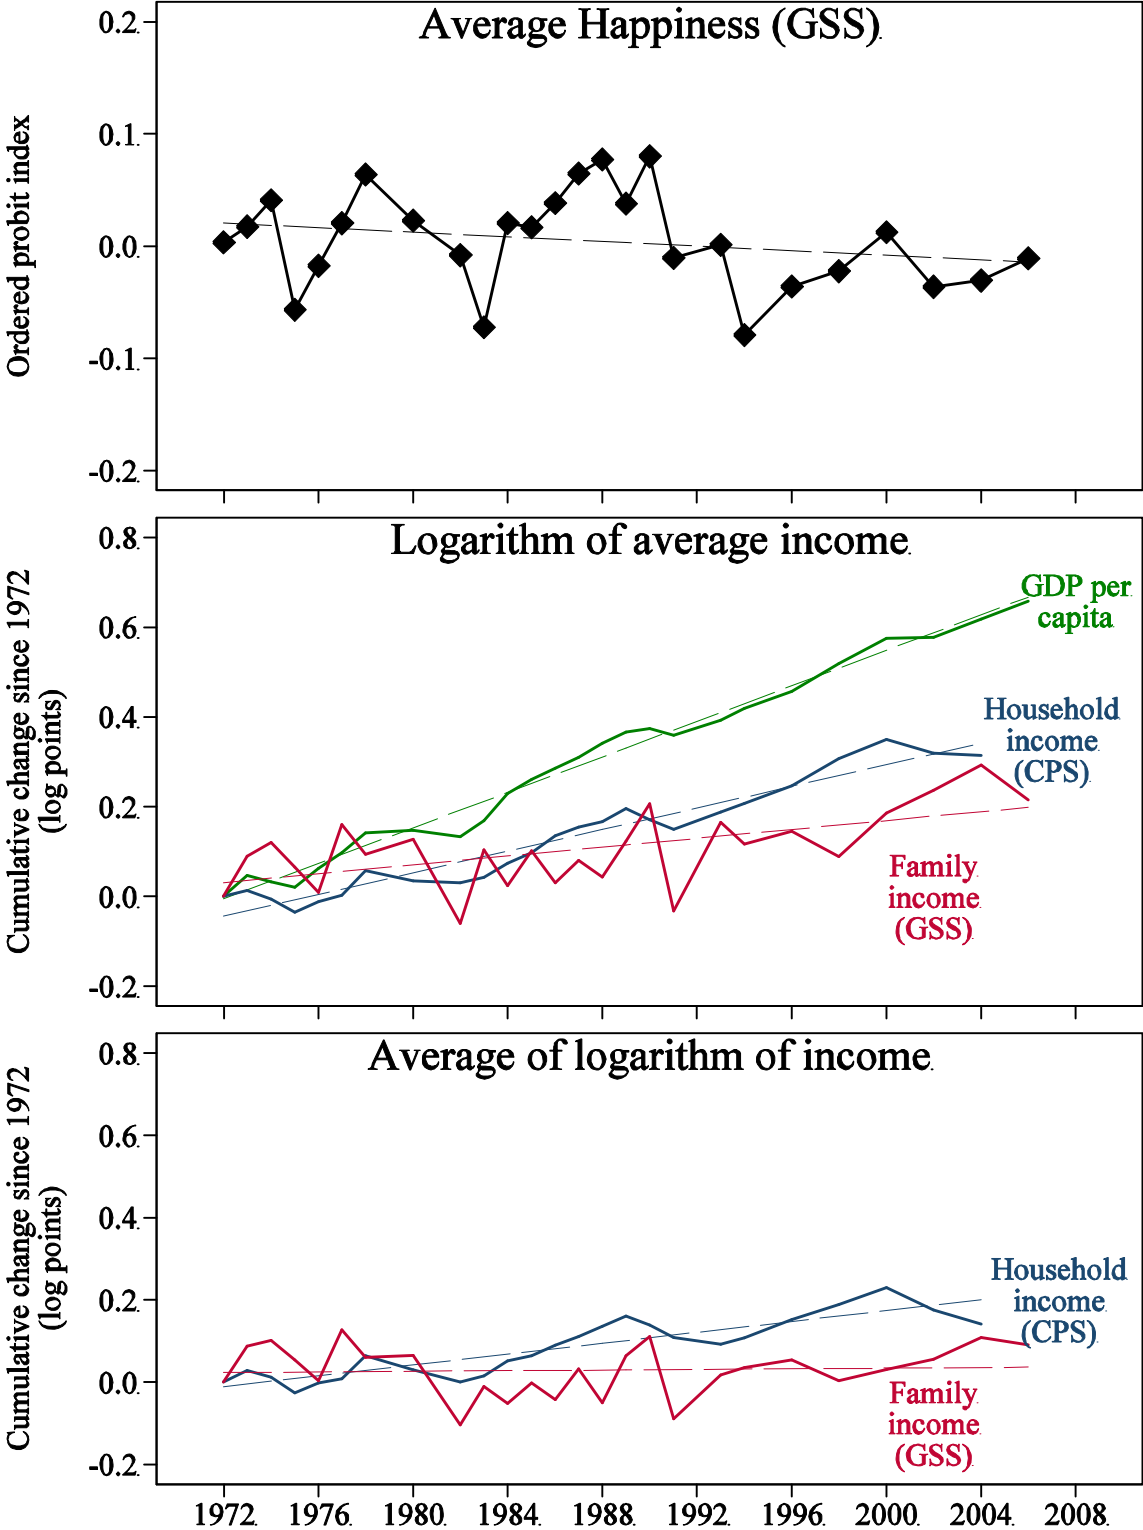 Average Happiness (GSS)
Ordered probit index
0.2
0.1
0.0
-0.1
-0.2
Logarithm of average income
Cumulative change since 1972
(log points)
0.8
0.6
0.4
0.2
0.0
-0.2
GDP per
capita
Household
income
(CPS)
Family
income
(GSS)
Average of logarithm of income
Cumulative change since 1972
(log points)
0.8
0.6
0.4
0.2
0.0
-0.2
Household
income
(CPS)
Family
income
(GSS)
1972 1976 1980 1984 1988 1992 1996 2000 2004 2008